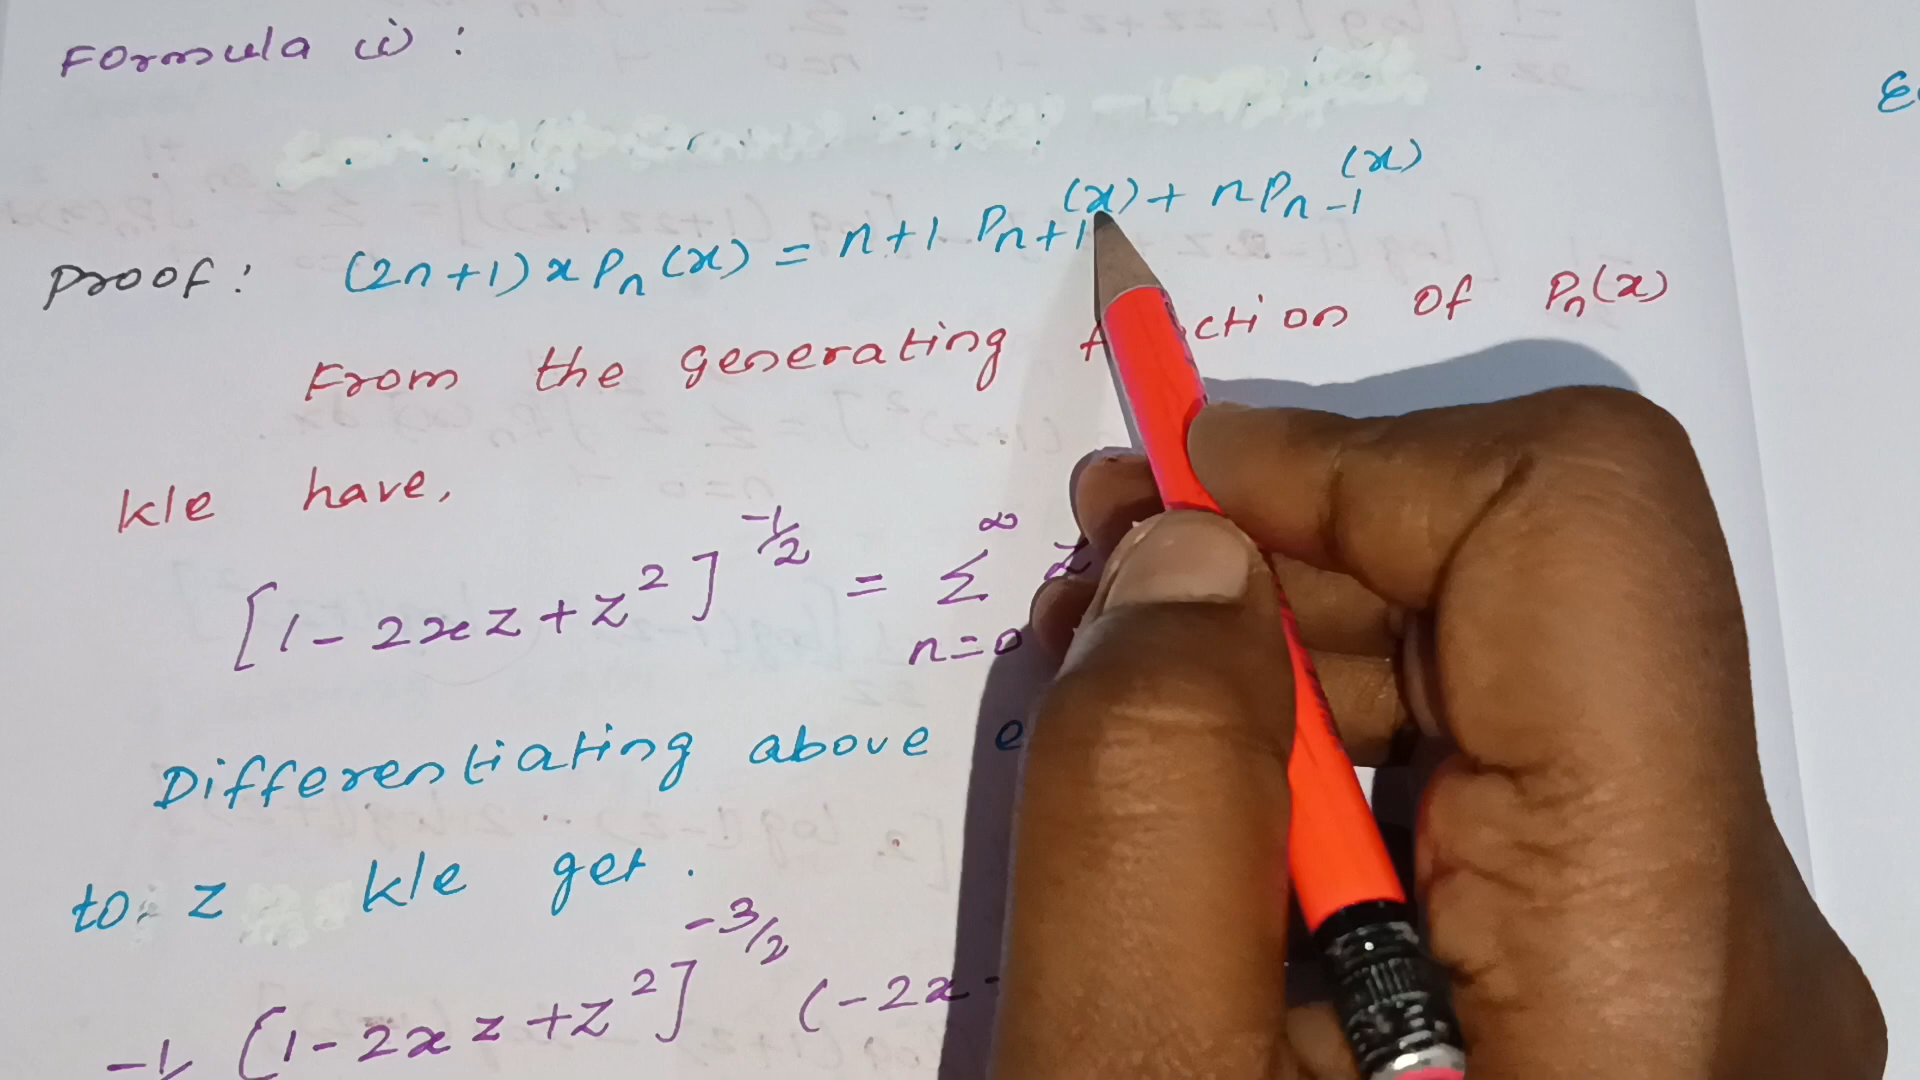 Formula (i) :
Proof : (2n+1) x Pn (x) = n+1 Pn+1 (x) + n Pn-1 (x)
From the generating of Pn(x)
We have,
[1 - 2xz + z²]^-1/2 = Σ n=0 ∞ z
Differentiating above
to z We get .
[1 - 2xz + z²]^-3/2 (-2x